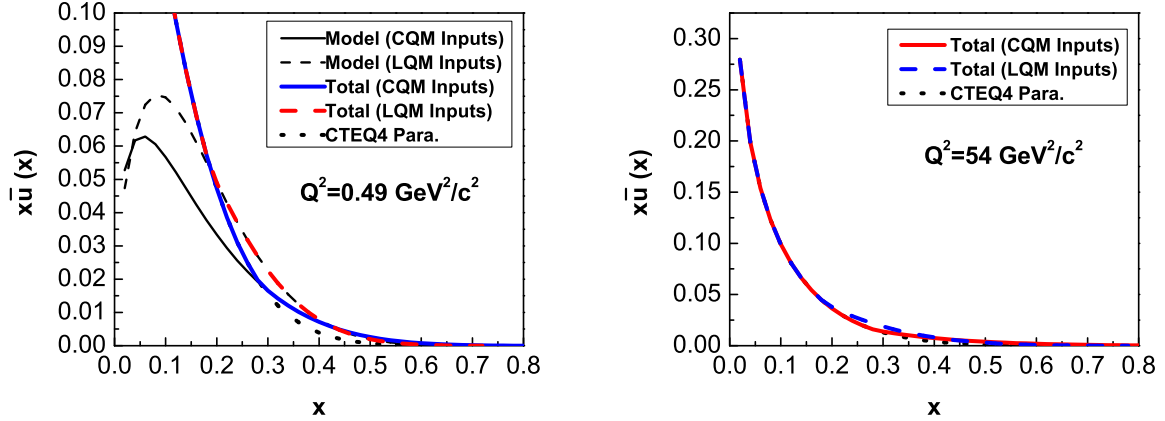 0.10
0.09
0.08
0.07
0.06
0.05
0.04
0.03
0.02
0.01
0.00
xū (x)
Model (CQM Inputs)
Model (LQM Inputs)
Total (CQM Inputs)
Total (LQM Inputs)
CTEQ4 Para.
Q²=0.49 GeV²/c²
0.0 0.1 0.2 0.3 0.4 0.5 0.6 0.7 0.8
x
0.30
0.25
0.20
0.15
0.10
0.05
0.00
xū (x)
Total (CQM Inputs)
Total (LQM Inputs)
CTEQ4 Para.
Q²=54 GeV²/c²
0.0 0.1 0.2 0.3 0.4 0.5 0.6 0.7 0.8
x